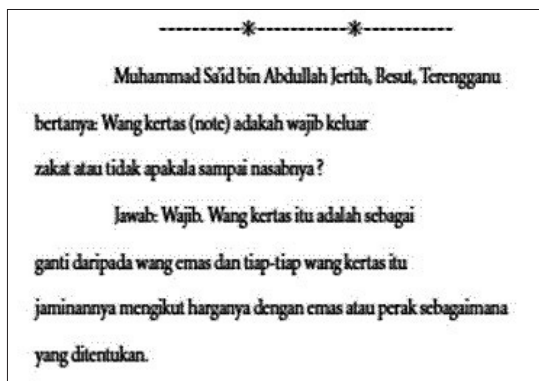 -----------*------------*-----------
Muhammad Sa'id bin Abdullah Jertih, Besut, Terengganu
bertanya: Wang kertas (note) adakah wajib keluar
zakat atau tidak apakala sampai nasabnya ?
Jawab: Wajib. Wang kertas itu adalah sebagai
ganti daripada wang emas dan tiap-tiap wang kertas itu
jaminannya mengikut harganya dengan emas atau perak sebagaimana
yang ditentukan.